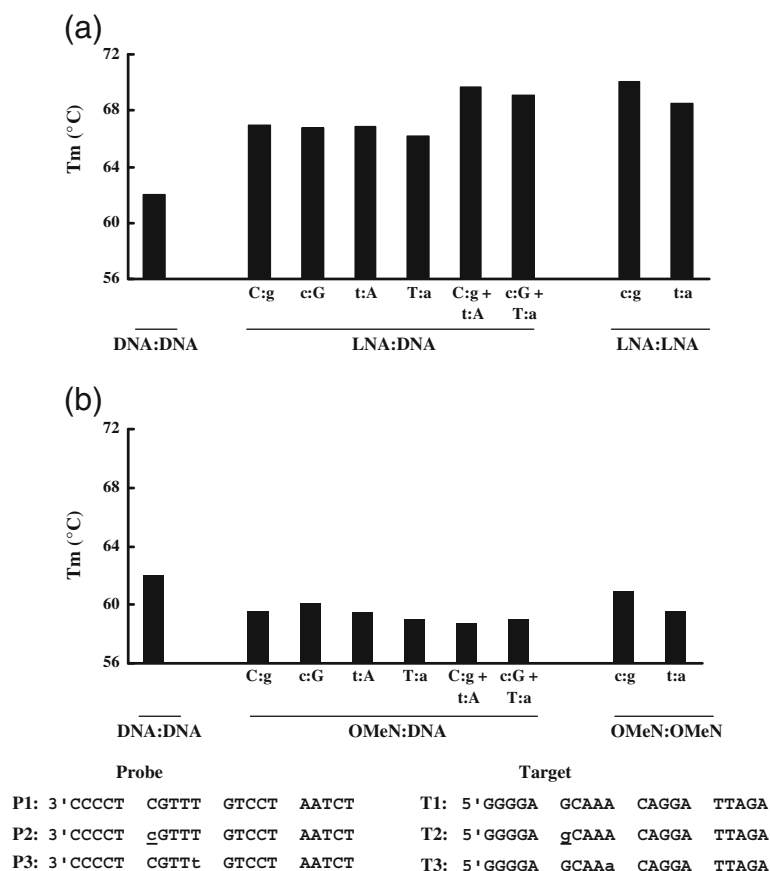 (a)
72
68
64
60
56
Tm (°C)
C:g c:G t:A T:a C:g + t:A c:G + T:a c:g t:a
DNA:DNA LNA:DNA LNA:LNA
(b)
72
68
64
60
56
Tm (°C)
C:g c:G t:A T:a C:g + t:A c:G + T:a c:g t:a
DNA:DNA OMeN:DNA OMeN:OMeN
Probe Target
P1: 3'CCCCT CGTTT GTCCT AATCT T1: 5'GGGGA GCAAA CAGGA TTAGA
P2: 3'CCCCT cGTTT GTCCT AATCT T2: 5'GGGGA gCAAA CAGGA TTAGA
P3: 3'CCCCT CGTTt GTCCT AATCT T3: 5'GGGGA GCAAa CAGGA TTAGA